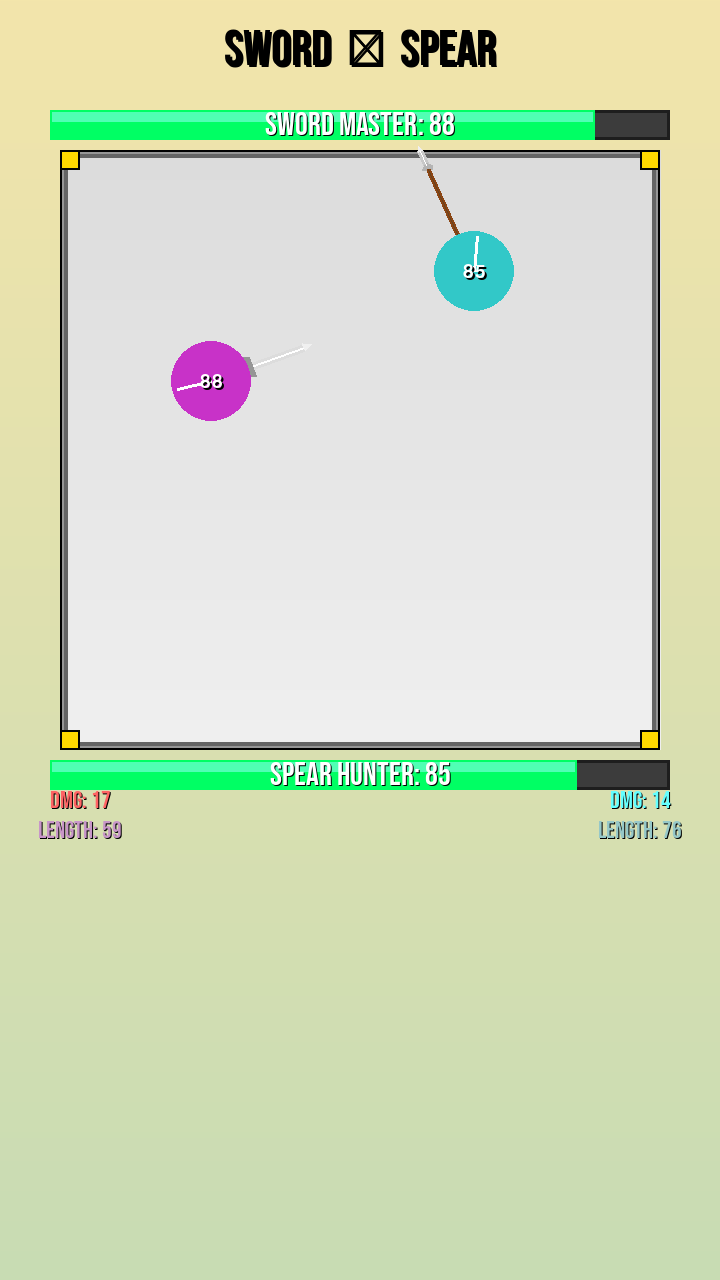 SWORD ☒ SPEAR
SWORD MASTER: 88
85
88
SPEAR HUNTER: 85
DMG: 17
DMG: 14
LENGTH: 59
LENGTH: 76